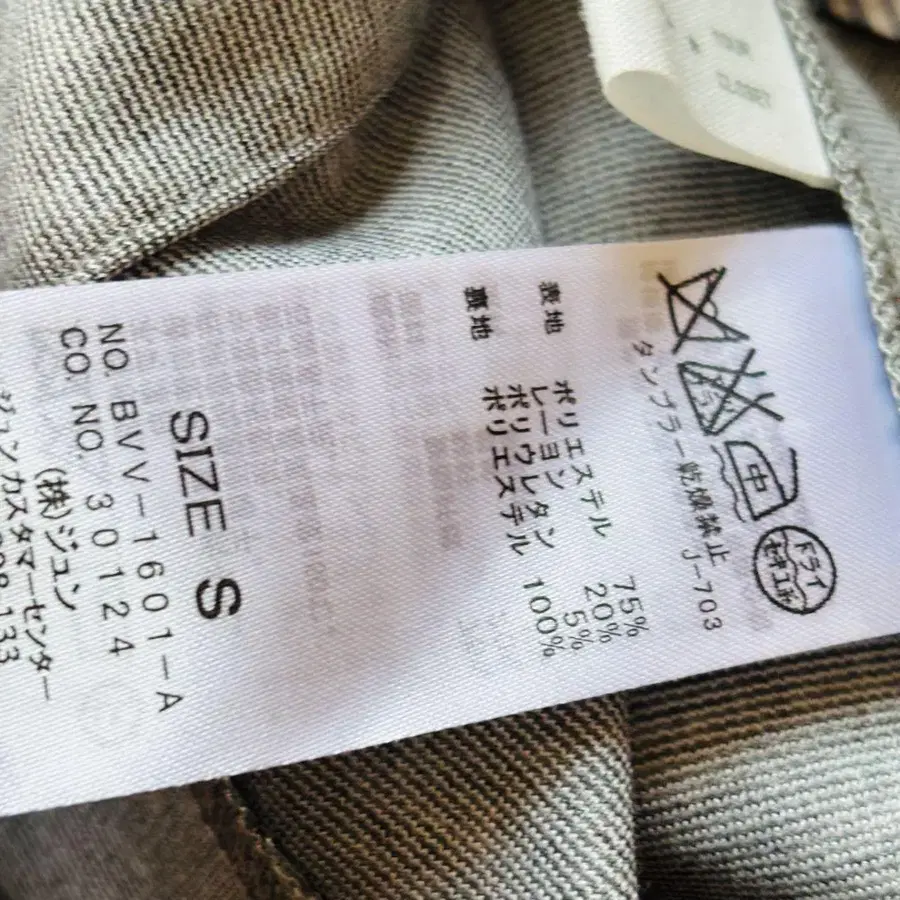 タンブラー乾燥禁止 J-703
中
ドライ
セキユ系
表地 ポリエステル 75%
レーヨン 20%
ポリウレタン 5%
裏地 ポリエステル 100%
SIZE S
NO. BVV-1601-A
CO. NO. 30124
(株)ジュン
ジュンカスタマーセンター